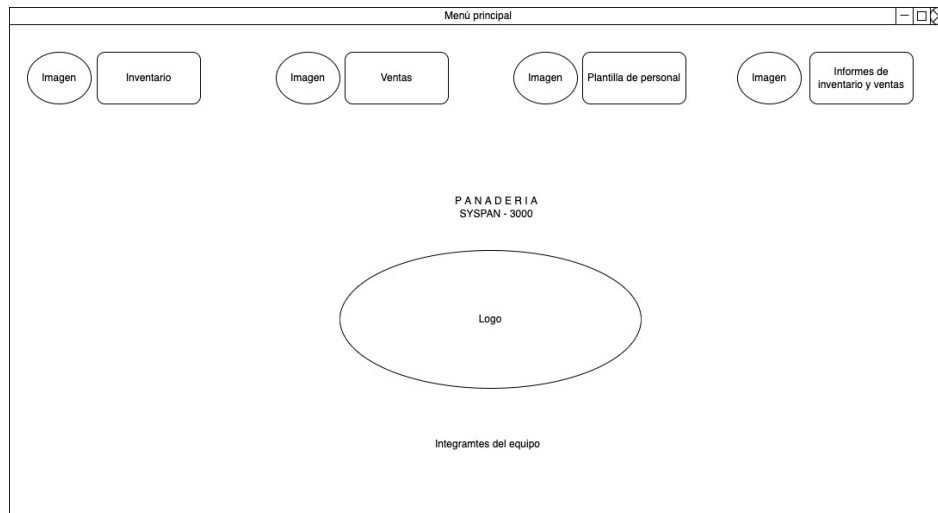 Menú principal
Imagen
Inventario
Imagen
Ventas
Imagen
Plantilla de personal
Imagen
Informes de
inventario y ventas
P A N A D E R I A
SYSPAN - 3000
Logo
Integramtes del equipo